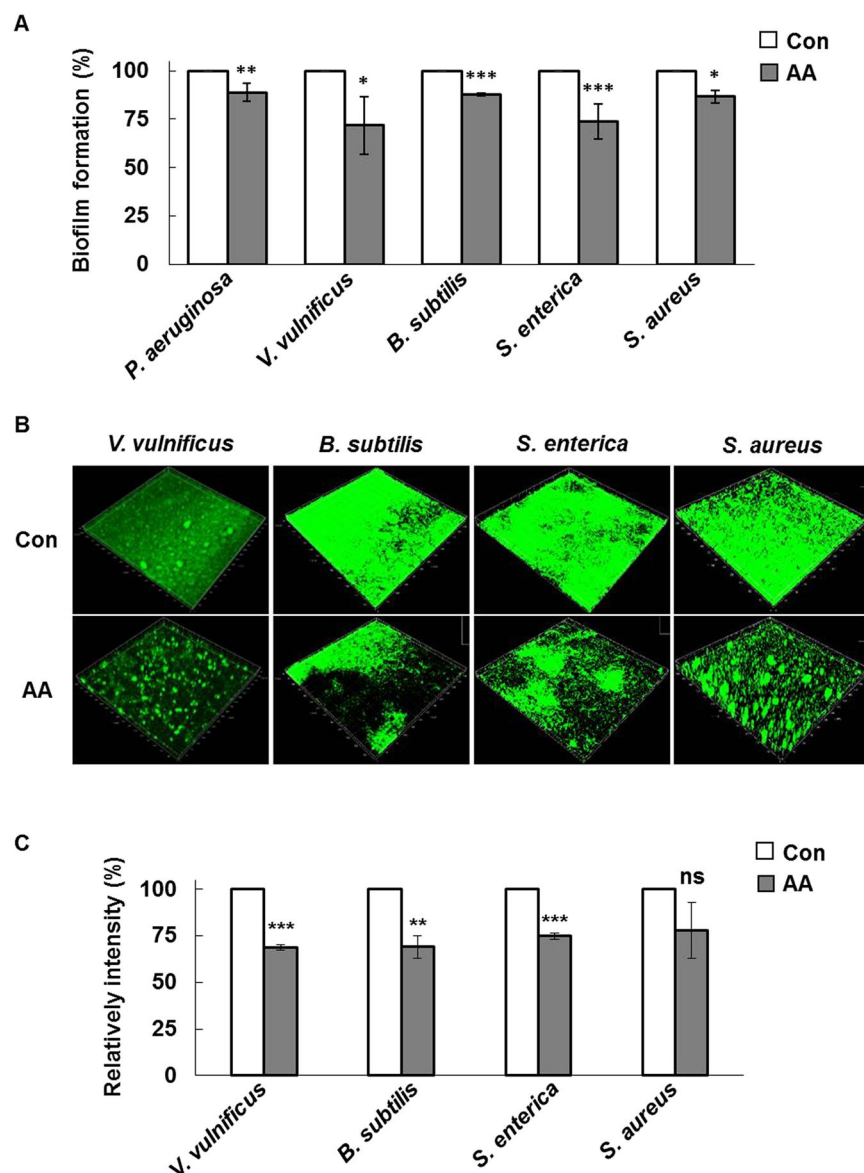 A
Con
AA
Biofilm formation (%)
100
75
50
25
0
**
*
***
***
*
P. aeruginosa
V. vulnificus
B. subtilis
S. enterica
S. aureus
B
V. vulnificus
B. subtilis
S. enterica
S. aureus
Con
AA
C
Con
AA
Relatively intensity (%)
100
75
50
25
0
***
**
***
ns
V. vulnificus
B. subtilis
S. enterica
S. aureus